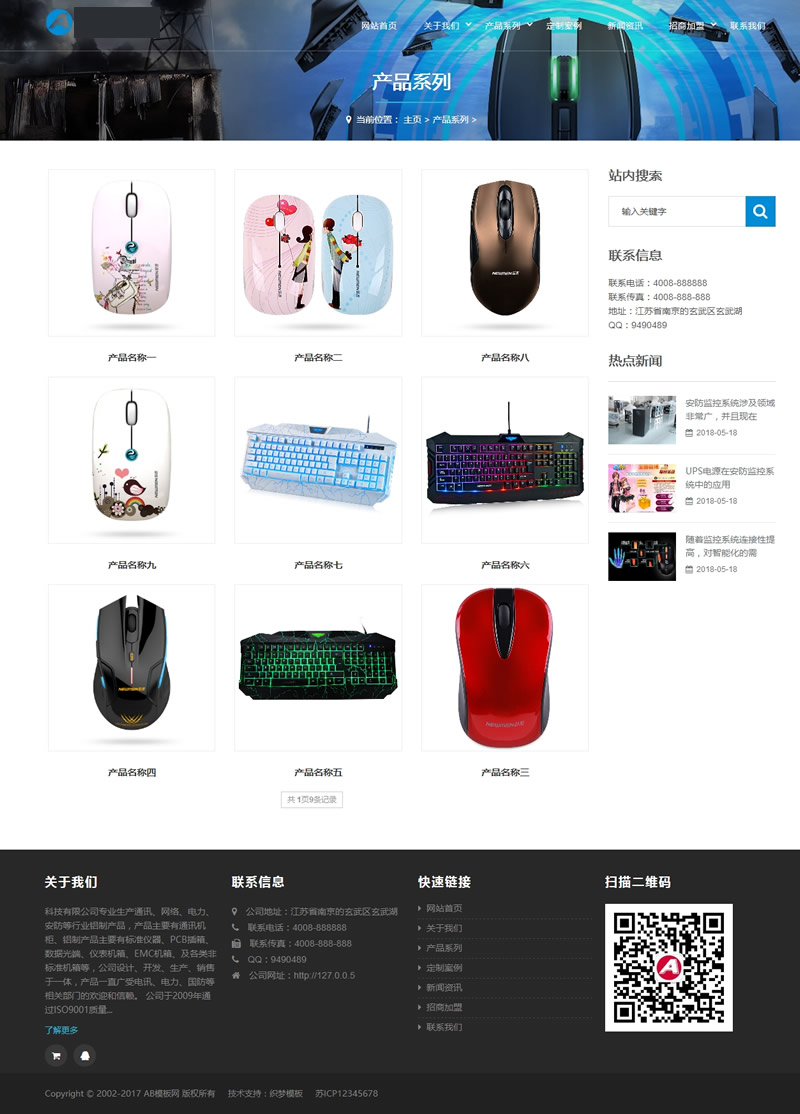 网站首页 关于我们 产品系列 定制案例 新闻资讯 招商加盟 联系我们
产品系列
当前位置： 主页 > 产品系列 >
产品名称一 产品名称二 产品名称八
产品名称九 产品名称七 产品名称六
产品名称四 产品名称五 产品名称三
共 1页9条记录
站内搜索
输入关键字
联系信息
联系电话：4008-888888
联系传真：4008-888-888
地址：江苏省南京的玄武区玄武湖
QQ：9490489
热点新闻
安防监控系统涉及领域
非常广，并且现在
2018-05-18
UPS电源在安防监控系
统中的应用
2018-05-18
随着监控系统连接性提
高，对智能化的需
2018-05-18
关于我们
科技有限公司专业生产通讯、网络、电力、
安防等行业铝制产品，产品主要有通讯机
柜、铝制产品主要有标准仪器、PCB插箱、
数据光端、仪表机箱、EMC机箱、及各类非
标准机箱等，公司设计、开发、生产、销售
于一体，产品一直广受电讯、电力、国防等
相关部门的欢迎和信赖。 公司于2009年通
过ISO9001质量...
了解更多
联系信息
公司地址：江苏省南京的玄武区玄武湖
联系电话：4008-888888
联系传真：4008-888-888
QQ：9490489
公司网址：http://127.0.0.5
快速链接
网站首页
关于我们
产品系列
定制案例
新闻资讯
招商加盟
联系我们
扫描二维码
Copyright © 2002-2017 AB模板网 版权所有 技术支持：织梦模板 苏ICP12345678